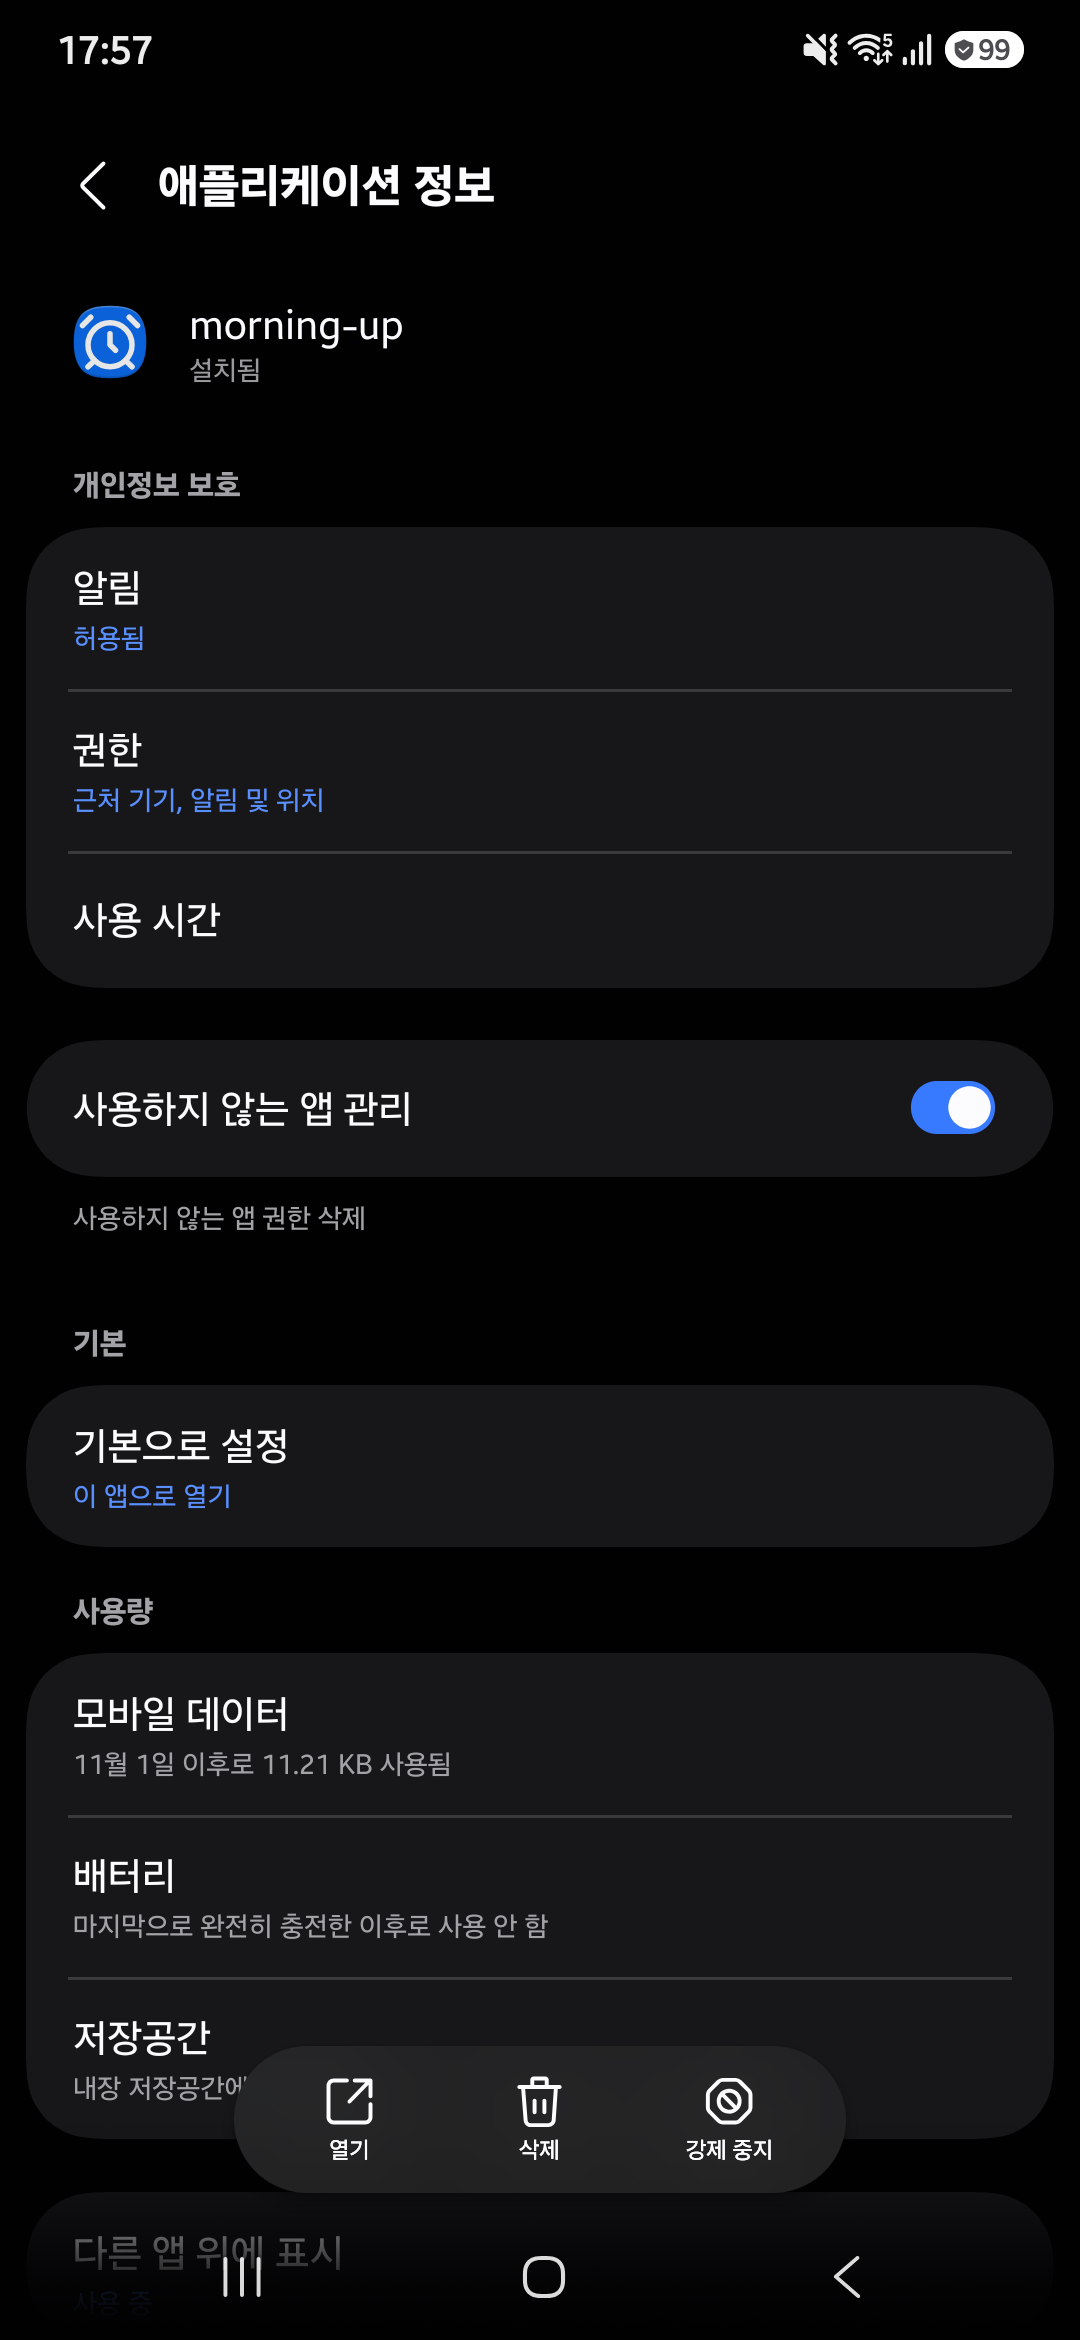 17:57
5
99
애플리케이션 정보
morning-up
설치됨
개인정보 보호
알림
허용됨
권한
근처 기기, 알림 및 위치
사용 시간
사용하지 않는 앱 관리
사용하지 않는 앱 권한 삭제
기본
기본으로 설정
이 앱으로 열기
사용량
모바일 데이터
11월 1일 이후로 11.21 KB 사용됨
배터리
마지막으로 완전히 충전한 이후로 사용 안 함
저장공간
내장 저장공간에
열기
삭제
강제 중지
다른 앱 위에 표시
사용 중